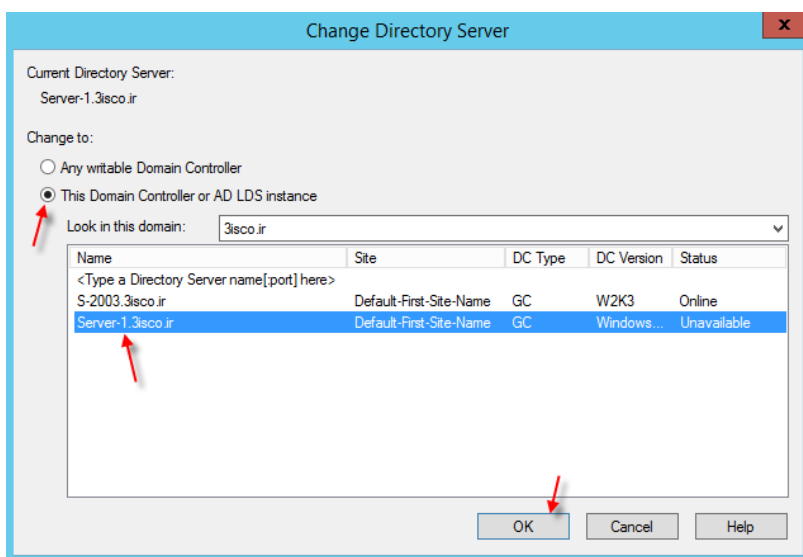 Change Directory Server
x
Current Directory Server:
Server-1.3isco.ir
Change to:
Any writable Domain Controller
This Domain Controller or AD LDS instance
Look in this domain: 3isco.ir
Name Site DC Type DC Version Status
<Type a Directory Server name[:port] here>
S-2003.3isco.ir Default-First-Site-Name GC W2K3 Online
Server-1.3isco.ir Default-First-Site-Name GC Windows... Unavailable
OK Cancel Help